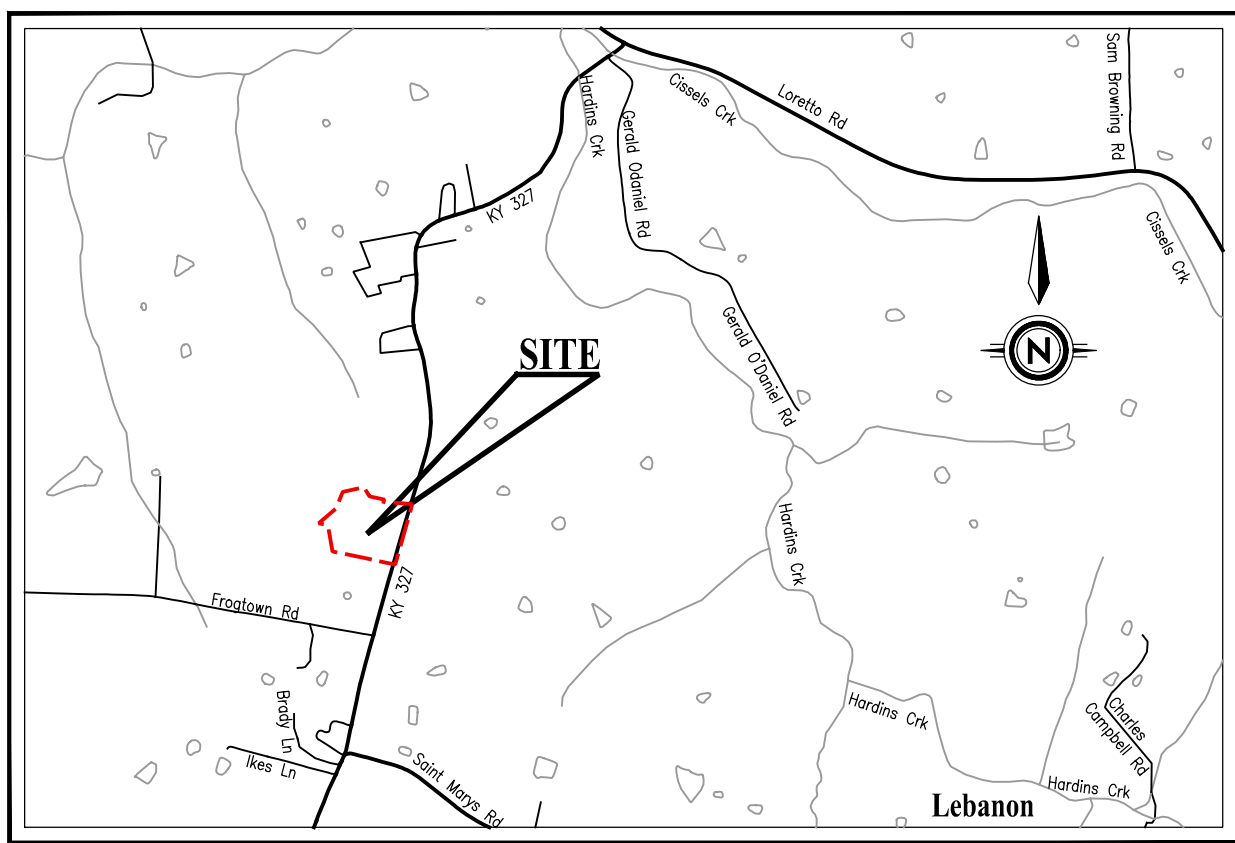 Sam Browning Rd
Loretto Rd
Cissels Crk
Hardins Crk
Gerald Odaniel Rd
KY 327
Cissels Crk
Gerald O'Daniel Rd
SITE
N
Hardins Crk
KY 327
Frogtown Rd
Brady Ln
Ikes Ln
Saint Marys Rd
Hardins Crk
Charles
Campbell Rd
Hardins Crk
Lebanon